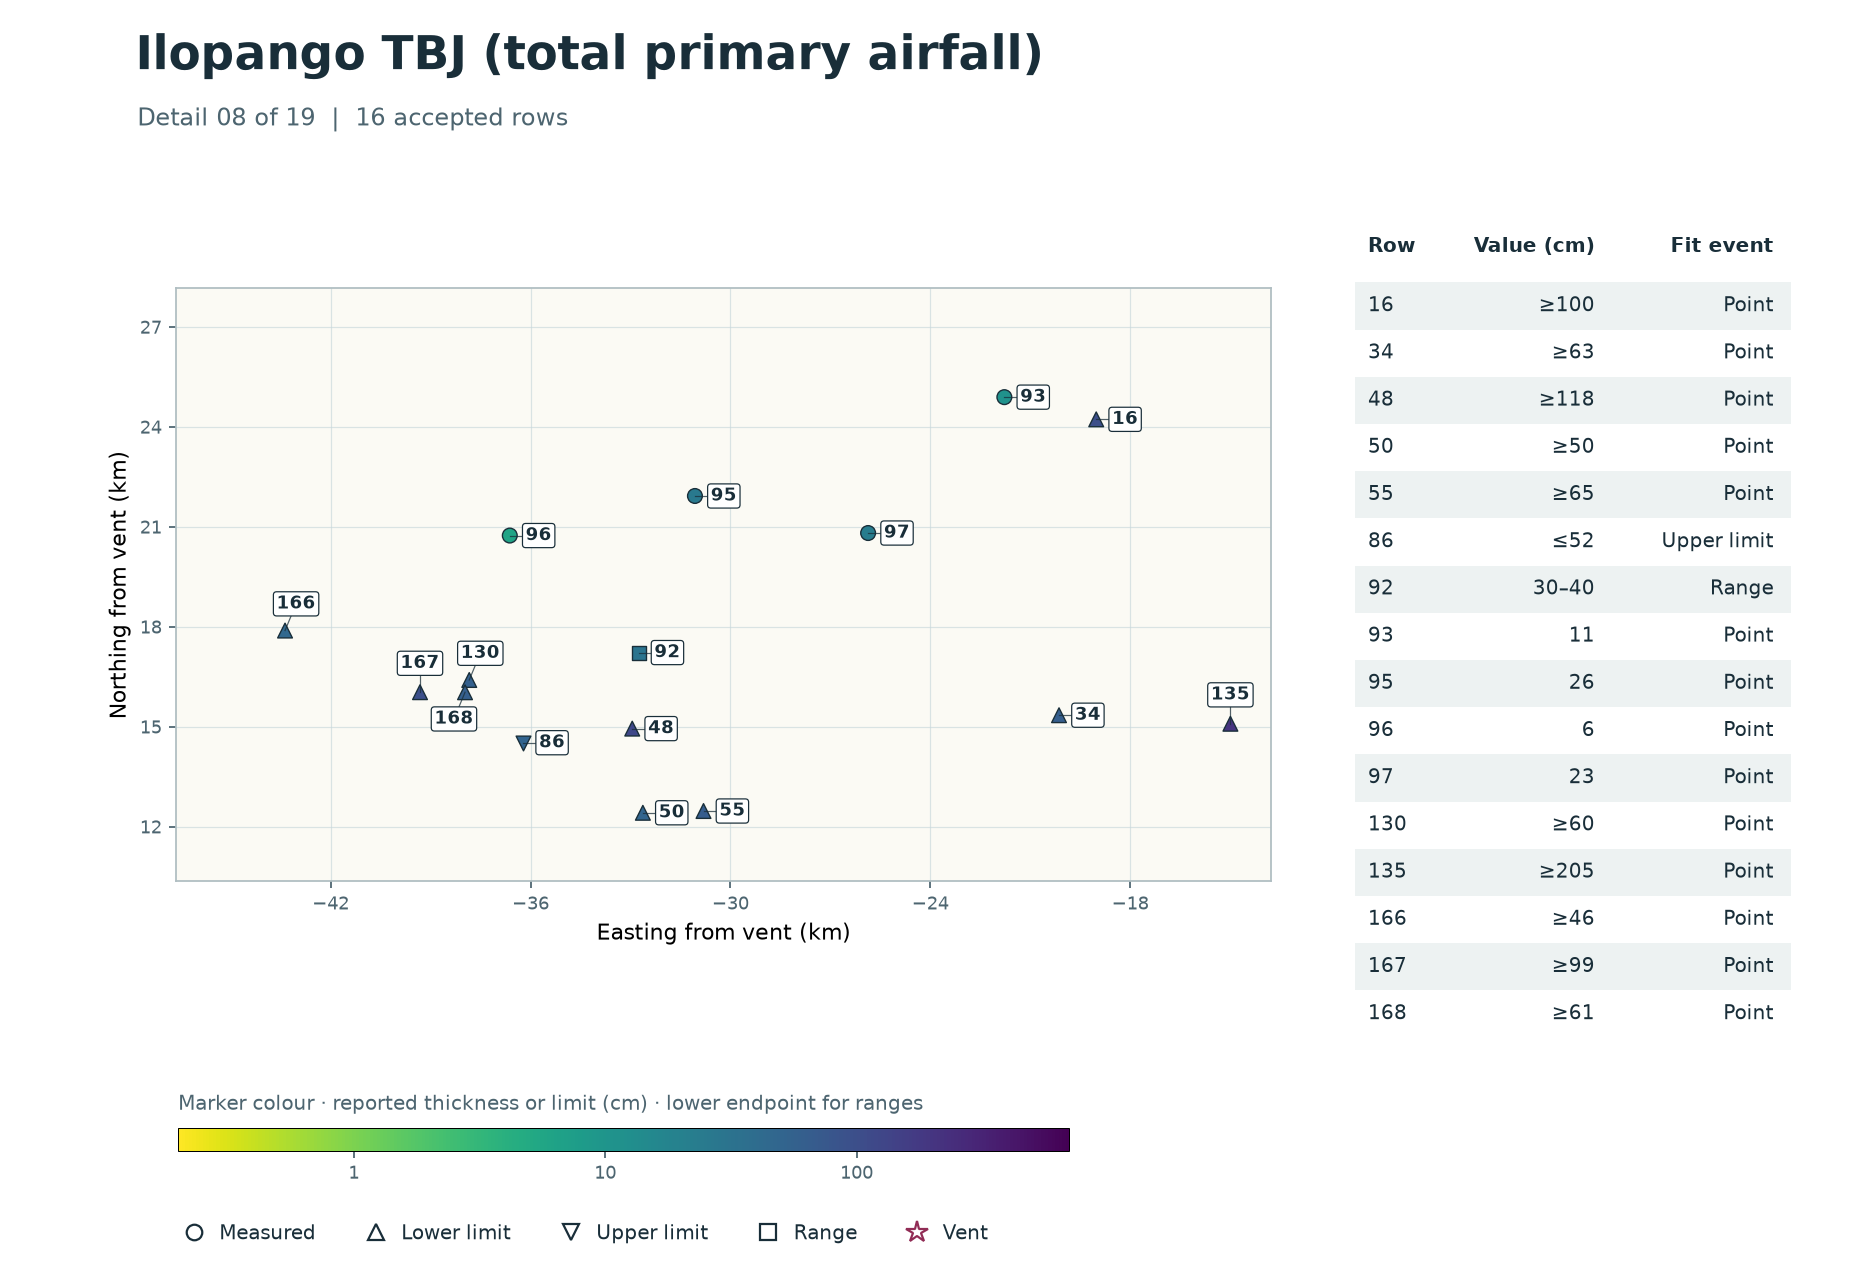 Ilopango TBJ (total primary airfall)
Detail 08 of 19 | 16 accepted rows
Northing from vent (km)
27
24
21
18
15
12
93
16
95
97
96
166
92
130
167
168
135
34
48
86
50
55
−42
−36
−30
−24
−18
Easting from vent (km)
Row Value (cm) Fit event
16 ≥100 Point
34 ≥63 Point
48 ≥118 Point
50 ≥50 Point
55 ≥65 Point
86 ≤52 Upper limit
92 30–40 Range
93 11 Point
95 26 Point
96 6 Point
97 23 Point
130 ≥60 Point
135 ≥205 Point
166 ≥46 Point
167 ≥99 Point
168 ≥61 Point
Marker colour · reported thickness or limit (cm) · lower endpoint for ranges
1 10 100
Measured Lower limit Upper limit Range Vent